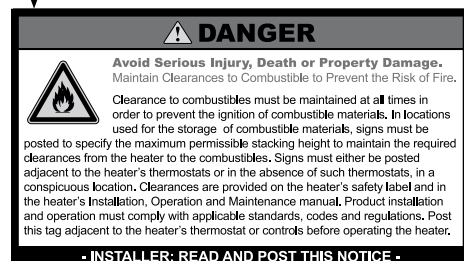 DANGER
Avoid Serious Injury, Death or Property Damage.
Maintain Clearances to Combustible to Prevent the Risk of Fire.
Clearance to combustibles must be maintained at all times in
order to prevent the ignition of combustible materials. In locations
used for the storage of combustible materials, signs must be
posted to specify the maximum permissible stacking height to maintain the required
clearances from the heater to the combustibles. Signs must either be posted
adjacent to the heater's thermostats or in the absence of such thermostats, in a
conspicuous location. Clearances are provided on the heater's safety label and in
the heater's Installation, Operation and Maintenance manual. Product installation
and operation must comply with applicable standards, codes and regulations. Post
this tag adjacent to the heater's thermostat or controls before operating the heater.
- INSTALLER: READ AND POST THIS NOTICE -